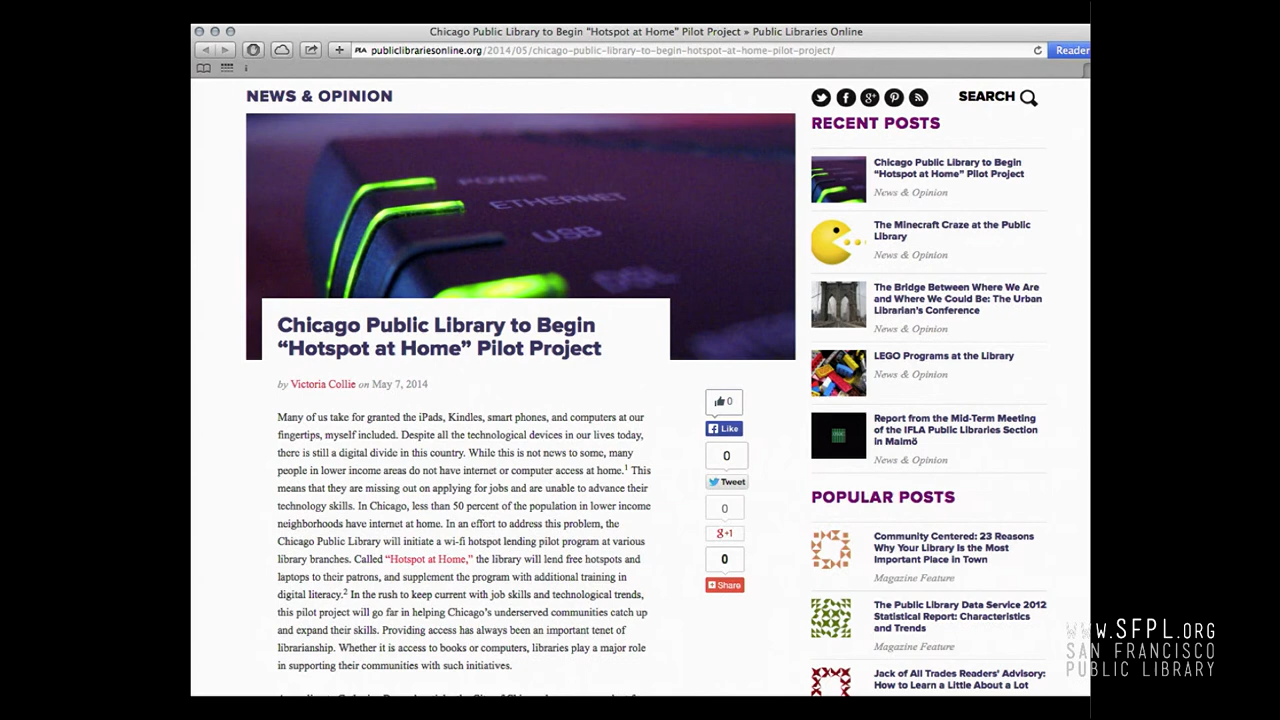 Chicago Public Library to Begin “Hotspot at Home” Pilot Project » Public Libraries Online
PLA publiclibrariesonline.org/2014/05/chicago-public-library-to-begin-hotspot-at-home-pilot-project/
Reader
NEWS & OPINION
SEARCH
POWER
ETHERNET
USB
DSL
Chicago Public Library to Begin
“Hotspot at Home” Pilot Project
by Victoria Collie on May 7, 2014
Many of us take for granted the iPads, Kindles, smart phones, and computers at our
fingertips, myself included. Despite all the technological devices in our lives today,
there is still a digital divide in this country. While this is not news to some, many
people in lower income areas do not have internet or computer access at home.1 This
means that they are missing out on applying for jobs and are unable to advance their
technology skills. In Chicago, less than 50 percent of the population in lower income
neighborhoods have internet at home. In an effort to address this problem, the
Chicago Public Library will initiate a wi-fi hotspot lending pilot program at various
library branches. Called “Hotspot at Home,” the library will lend free hotspots and
laptops to their patrons, and supplement the program with additional training in
digital literacy.2 In the rush to keep current with job skills and technological trends,
this pilot project will go far in helping Chicago’s underserved communities catch up
and expand their skills. Providing access has always been an important tenet of
librarianship. Whether it is access to books or computers, libraries play a major role
in supporting their communities with such initiatives.
0
Like
0
Tweet
0
g+1
0
Share
RECENT POSTS
Chicago Public Library to Begin
“Hotspot at Home” Pilot Project
News & Opinion
The Minecraft Craze at the Public
Library
News & Opinion
The Bridge Between Where We Are
and Where We Could Be: The Urban
Librarian’s Conference
News & Opinion
LEGO Programs at the Library
News & Opinion
Report from the Mid-Term Meeting
of the IFLA Public Libraries Section
in Malmö
News & Opinion
POPULAR POSTS
Community Centered: 23 Reasons
Why Your Library Is the Most
Important Place in Town
Magazine Feature
The Public Library Data Service 2012
Statistical Report: Characteristics
and Trends
Magazine Feature
Jack of All Trades Readers’ Advisory:
How to Learn a Little About a Lot
WWW.SFPL.ORG
SAN FRANCISCO
PUBLIC LIBRARY